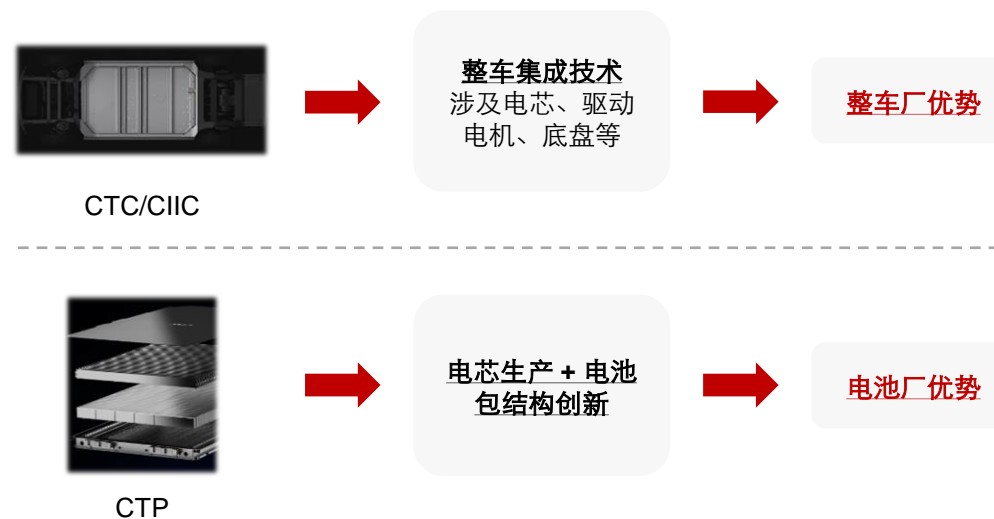 整车集成技术
涉及电芯、驱动
电机、底盘等
整车厂优势
CTC/CIIC
电芯生产 + 电池
包结构创新
电池厂优势
CTP